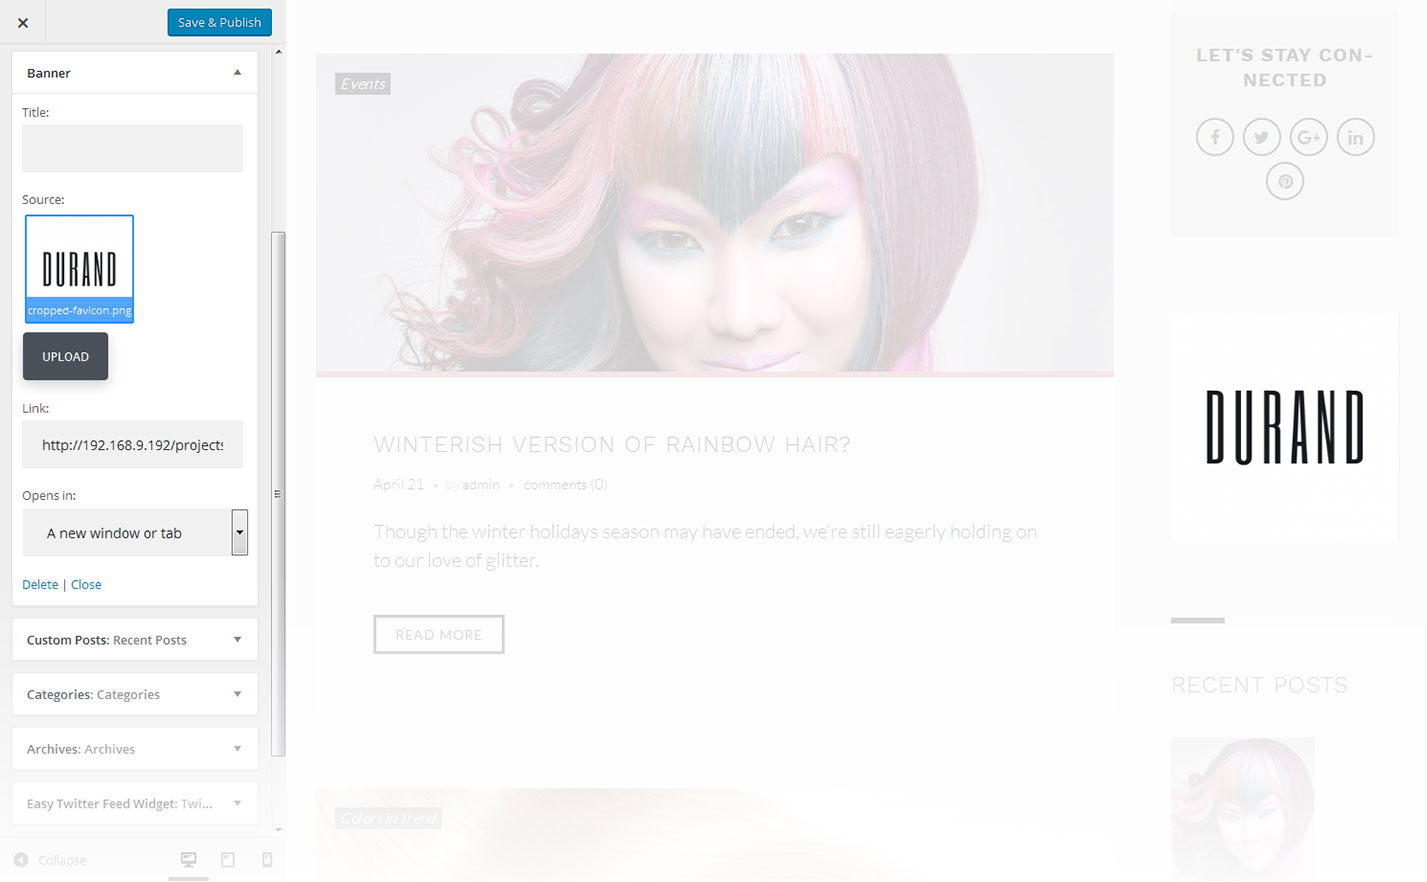 Save & Publish
Banner
Title:
Source:
DURAND
cropped-favicon.png
UPLOAD
Link:
http://192.168.9.192/projects
Opens in:
A new window or tab
Delete | Close
Custom Posts: Recent Posts
Categories: Categories
Archives: Archives
Easy Twitter Feed Widget: Twi...
Collapse
Events
WINTERISH VERSION OF RAINBOW HAIR?
April 21 • by admin • comments (0)
Though the winter holidays season may have ended, we're still eagerly holding on
to our love of glitter.
READ MORE
Colors in Trend
LET'S STAY CON-
NECTED
DURAND
RECENT POSTS